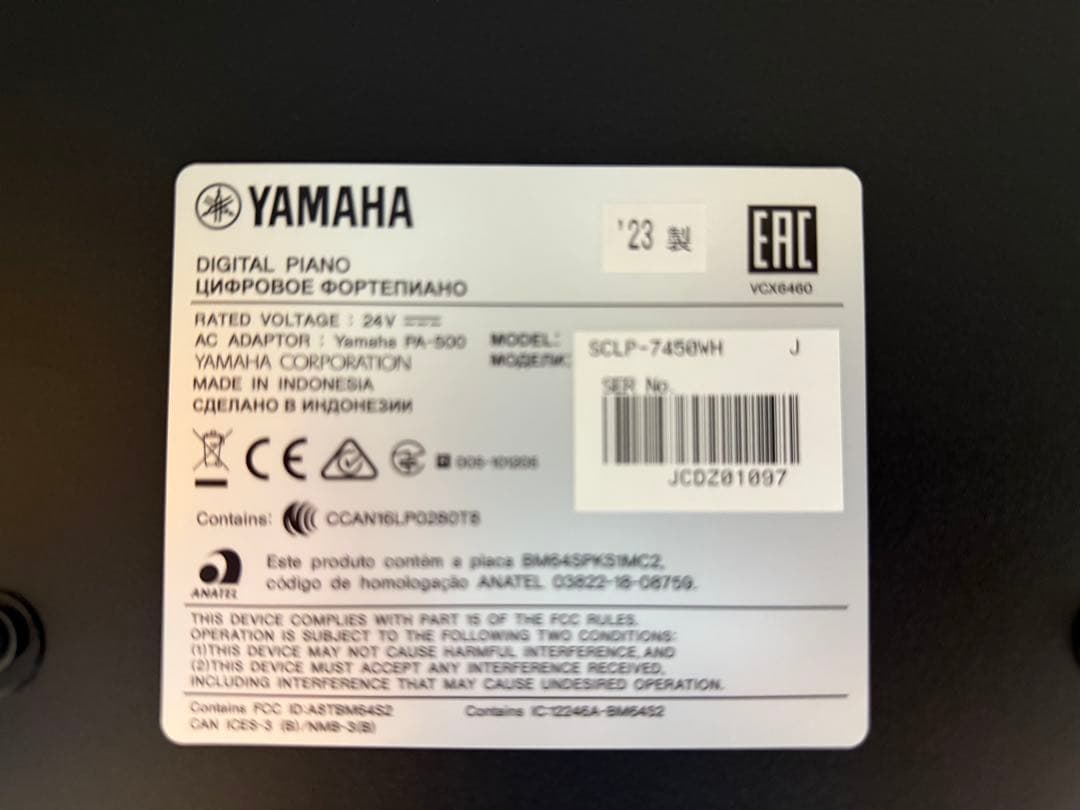 YAMAHA
'23 製
EAC
VCX6460
DIGITAL PIANO
ЦИФРОВОЕ ФОРТЕПИАНО
RATED VOLTAGE : 24V
AC ADAPTOR : Yamaha PA-500
YAMAHA CORPORATION
MADE IN INDONESIA
СДЕЛАНО В ИНДОНЕЗИИ
MODEL:
МОДЕЛЬ:
SCLP-7450WH J
SER No.
JCDZ01097
CE
Contains: CCAN16LP0280T8
ANATEL
Este produto contém a placa BM64SPKS1MC2,
código de homologação ANATEL 03822-18-08759.
THIS DEVICE COMPLIES WITH PART 15 OF THE FCC RULES.
OPERATION IS SUBJECT TO THE FOLLOWING TWO CONDITIONS:
(1)THIS DEVICE MAY NOT CAUSE HARMFUL INTERFERENCE, AND
(2)THIS DEVICE MUST ACCEPT ANY INTERFERENCE RECEIVED,
INCLUDING INTERFERENCE THAT MAY CAUSE UNDESIRED OPERATION.
Contains FCC ID:A8TBM64S2 Contains IC:12246A-BM64S2
CAN ICES-3 (B)/NMB-3(B)